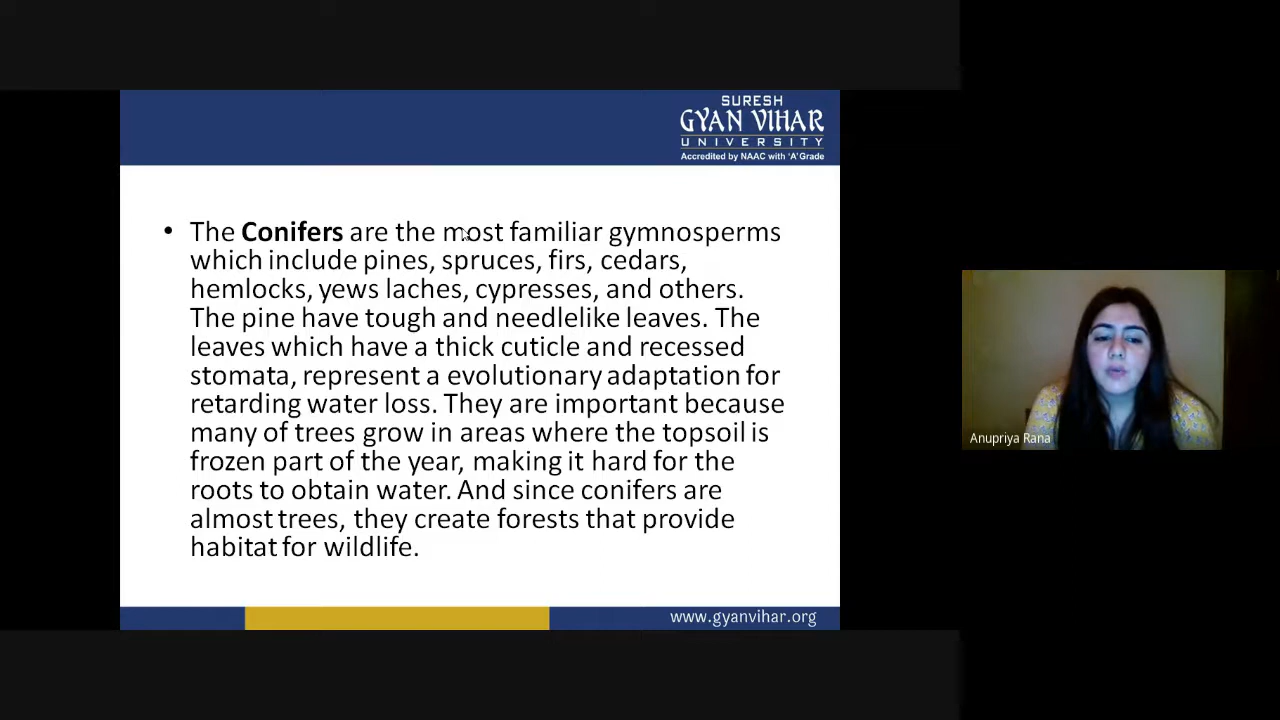 SURESH
GYAN VIHAR
UNIVERSITY
Accredited by NAAC with 'A' Grade
• The Conifers are the most familiar gymnosperms
which include pines, spruces, firs, cedars,
hemlocks, yews laches, cypresses, and others.
The pine have tough and needlelike leaves. The
leaves which have a thick cuticle and recessed
stomata, represent a evolutionary adaptation for
retarding water loss. They are important because
many of trees grow in areas where the topsoil is
frozen part of the year, making it hard for the
roots to obtain water. And since conifers are
almost trees, they create forests that provide
habitat for wildlife.
www.gyanvihar.org
Anupriya Rana